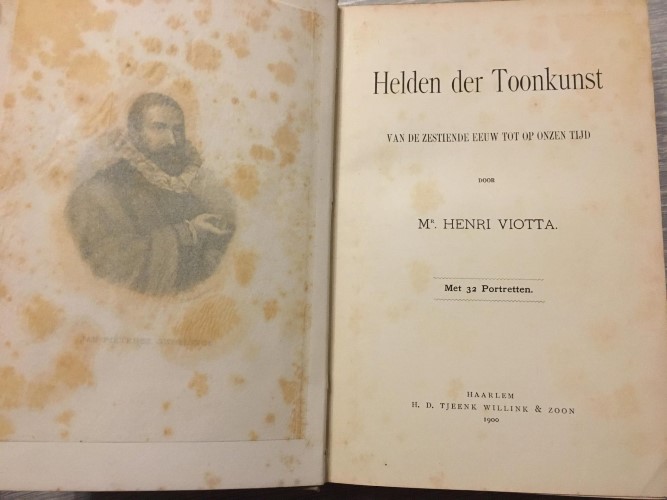 Helden der Toonkunst
VAN DE ZESTIENDE EEUW TOT OP ONZEN TIJD
DOOR
MR. HENRI VIOTTA.
Met 32 Portretten.
HAARLEM
H. D. TJEENK WILLINK & ZOON
1900